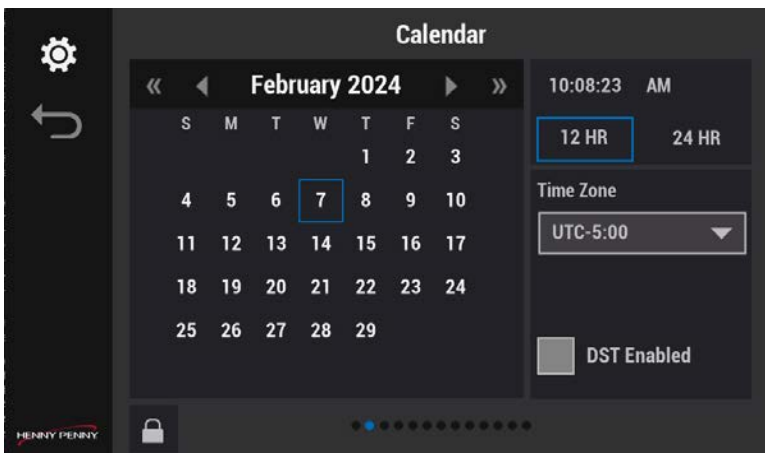 Calendar
« February 2024 »
S M T W T F S
1 2 3
4 5 6 7 8 9 10
11 12 13 14 15 16 17
18 19 20 21 22 23 24
25 26 27 28 29
10:08:23 AM
12 HR 24 HR
Time Zone
UTC-5:00
DST Enabled
HENNY PENNY